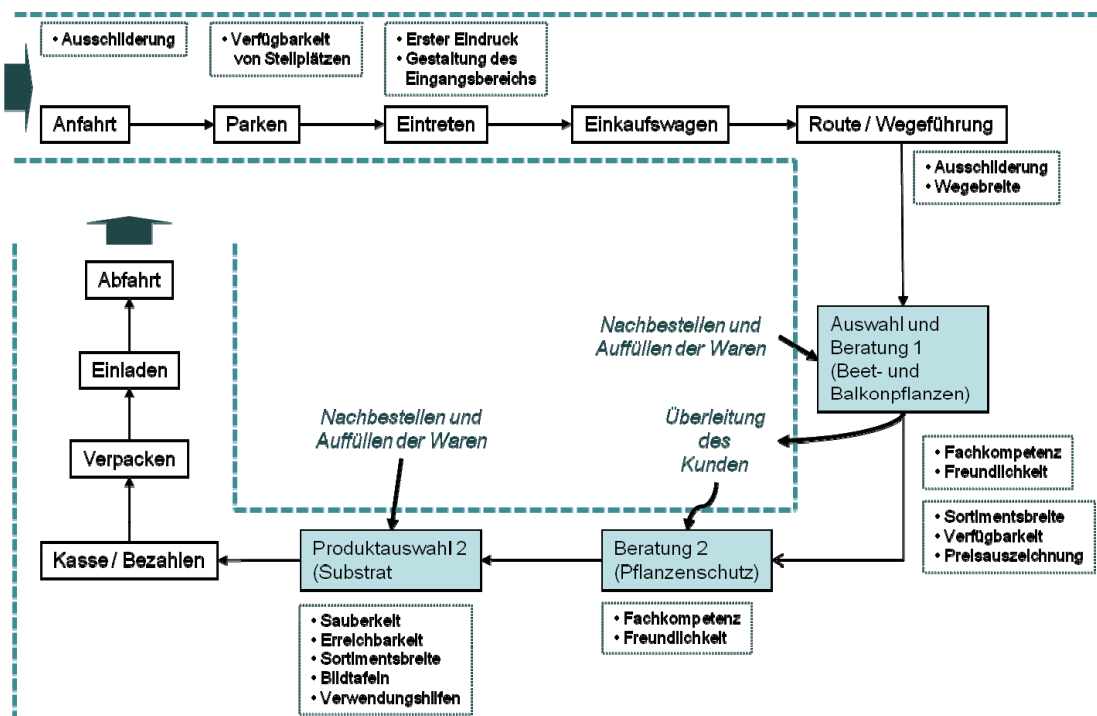 • Ausschilderung
• Verfügbarkeit
von Stellplätzen
• Erster Eindruck
• Gestaltung des
Eingangsbereichs
Anfahrt
Parken
Eintreten
Einkaufswagen
Route / Wegeführung
• Ausschilderung
• Wegebreite
Nachbestellen und
Auffüllen der Waren
Auswahl und
Beratung 1
(Beet- und
Balkonpflanzen)
Überleitung
des
Kunden
• Fachkompetenz
• Freundlichkeit
• Sortimentsbreite
• Verfügbarkeit
• Preisauszeichnung
Beratung 2
(Pflanzenschutz)
• Fachkompetenz
• Freundlichkeit
Nachbestellen und
Auffüllen der Waren
Produktauswahl 2
(Substrat
• Sauberkeit
• Erreichbarkeit
• Sortimentsbreite
• Bildtafeln
• Verwendungshilfen
Kasse / Bezahlen
Verpacken
Einladen
Abfahrt